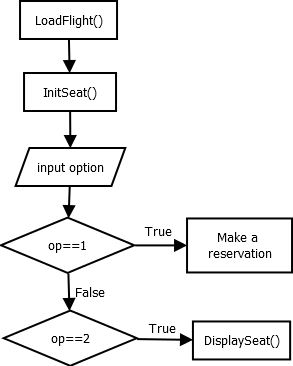 LoadFlight()
InitSeat()
input option
op==1
True
Make a
reservation
False
op==2
True
DisplaySeat()